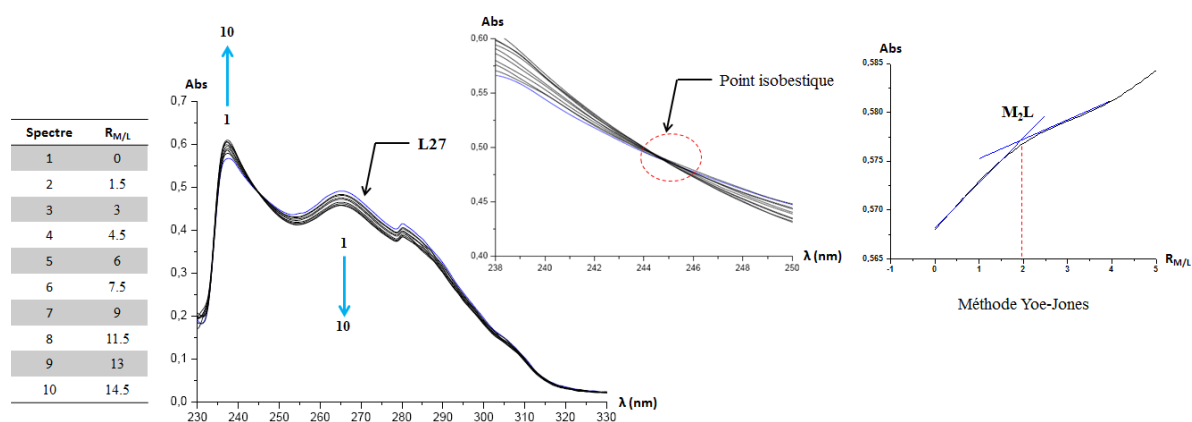 Spectre R_M/L
1 0
2 1.5
3 3
4 4.5
5 6
6 7.5
7 9
8 11.5
9 13
10 14.5
10
1
Abs
0,7
0,6
0,5
0,4
0,3
0,2
0,1
0,0
L27
1
10
230 240 250 260 270 280 290 300 310 320 330
λ (nm)
Abs
0,60
0,55
0,50
0,45
0,40
Point isobestique
238 240 242 244 246 248 250
λ (nm)
Abs
0,585
0,580
0,575
0,570
0,565
M₂L
-1 0 1 2 3 4 5
R_M/L
Méthode Yoe-Jones